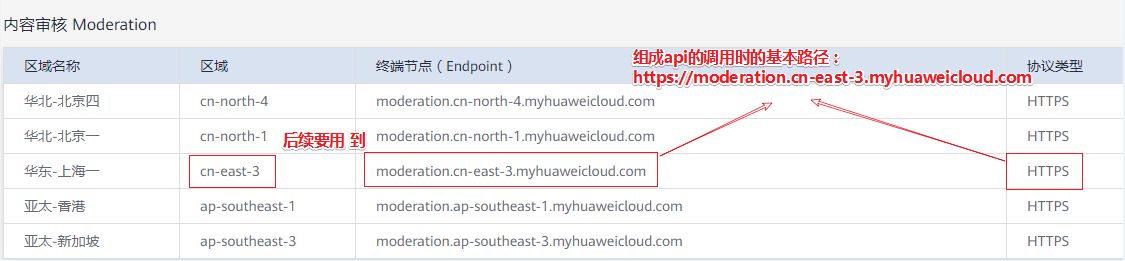 内容审核 Moderation
组成api的调用时的基本路径：
https://moderation.cn-east-3.myhuaweicloud.com
区域名称 区域 终端节点（Endpoint） 协议类型
华北-北京四 cn-north-4 moderation.cn-north-4.myhuaweicloud.com HTTPS
华北-北京一 cn-north-1 moderation.cn-north-1.myhuaweicloud.com HTTPS
后续要用 到
华东-上海一 cn-east-3 moderation.cn-east-3.myhuaweicloud.com HTTPS
亚太-香港 ap-southeast-1 moderation.ap-southeast-1.myhuaweicloud.com HTTPS
亚太-新加坡 ap-southeast-3 moderation.ap-southeast-3.myhuaweicloud.com HTTPS